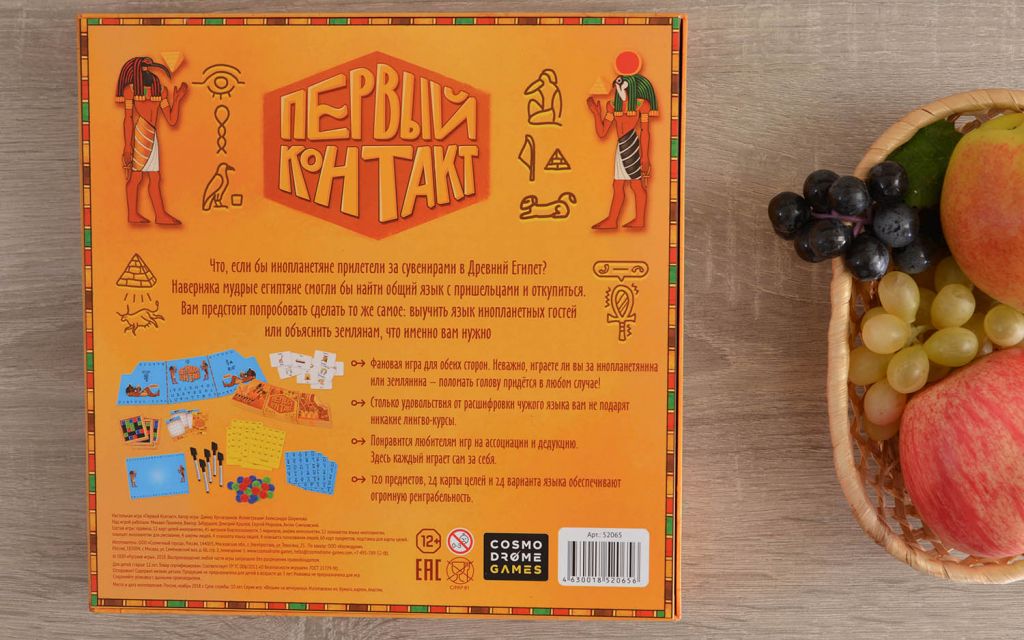 ПЕРВЫЙ
КОНТАКТ
Что, если бы инопланетяне прилетели за сувенирами в Древний Египет?
Наверняка мудрые египтяне смогли бы найти общий язык с пришельцами и откупиться.
Вам предстоит попробовать сделать то же самое: выучить язык инопланетных гостей
или объяснить землянам, что именно вам нужно
Фановая игра для обеих сторон. Неважно, играете ли вы за инопланетянина
или землянина – поломать голову придётся в любом случае!
Столько удовольствия от расшифровки чужого языка вам не подарят
никакие лингво-курсы.
Понравится любителям игр на ассоциации и дедукцию.
Здесь каждый играет сам за себя.
120 предметов, 24 карты целей и 24 варианта языка обеспечивают
огромную реиграбельность.
12+
0-3
EAC
COSMO
DROME
GAMES
Арт. 52065
4 630018 520656